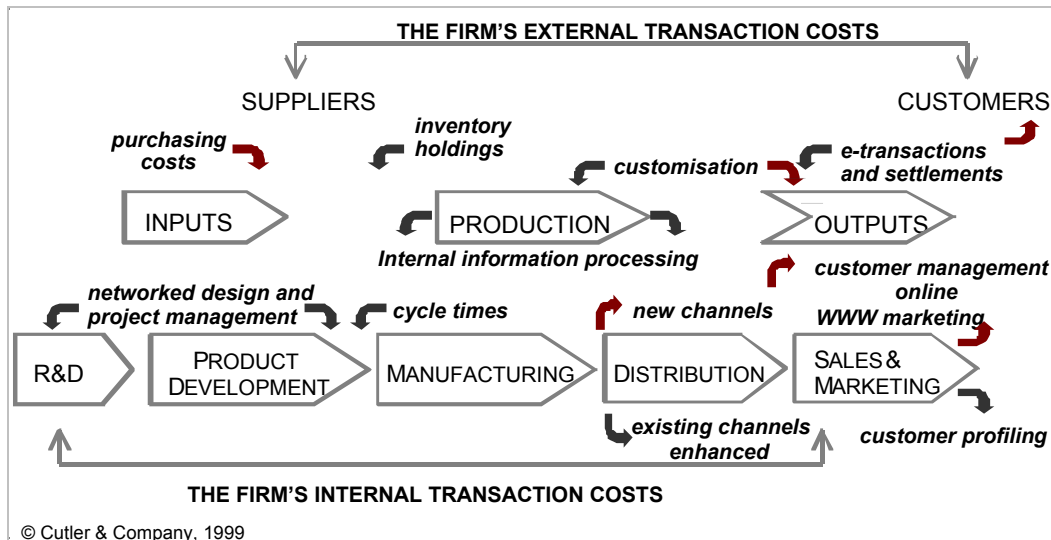 THE FIRM'S EXTERNAL TRANSACTION COSTS
SUPPLIERS
CUSTOMERS
purchasing
costs
inventory
holdings
customisation
e-transactions
and settlements
INPUTS
PRODUCTION
OUTPUTS
Internal information processing
customer management
online
networked design and
project management
cycle times
new channels
WWW marketing
R&D
PRODUCT
DEVELOPMENT
MANUFACTURING
DISTRIBUTION
SALES &
MARKETING
existing channels
enhanced
customer profiling
THE FIRM'S INTERNAL TRANSACTION COSTS
© Cutler & Company, 1999